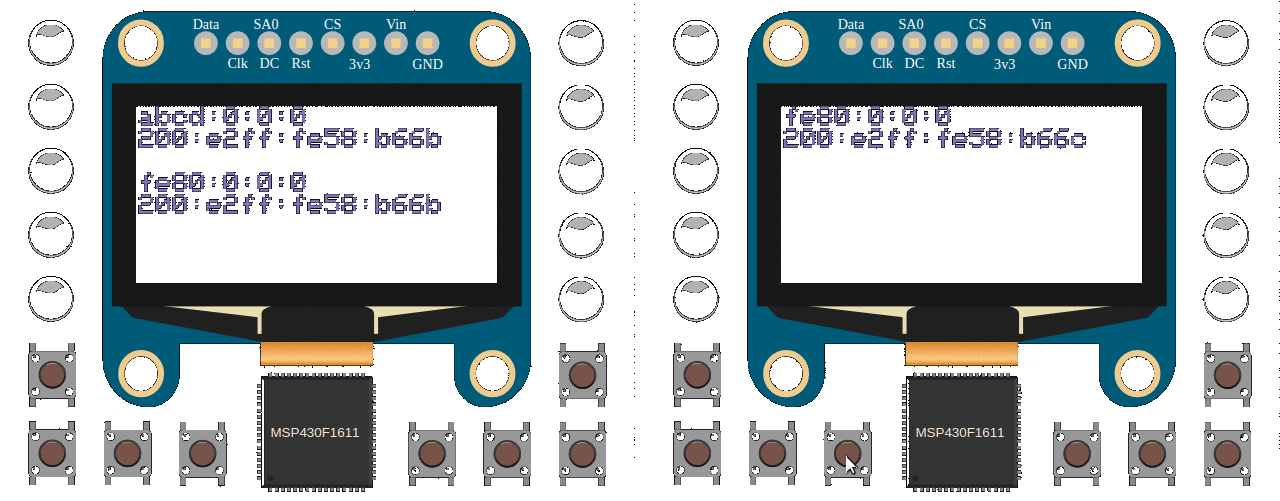 Data SA0 CS Vin
Clk DC Rst 3v3 GND
abcd:0:0:0
200:e2ff:fe58:b66b
fe80:0:0:0
200:e2ff:fe58:b66b
MSP430F1611
Data SA0 CS Vin
Clk DC Rst 3v3 GND
fe80:0:0:0
200:e2ff:fe58:b66c
MSP430F1611